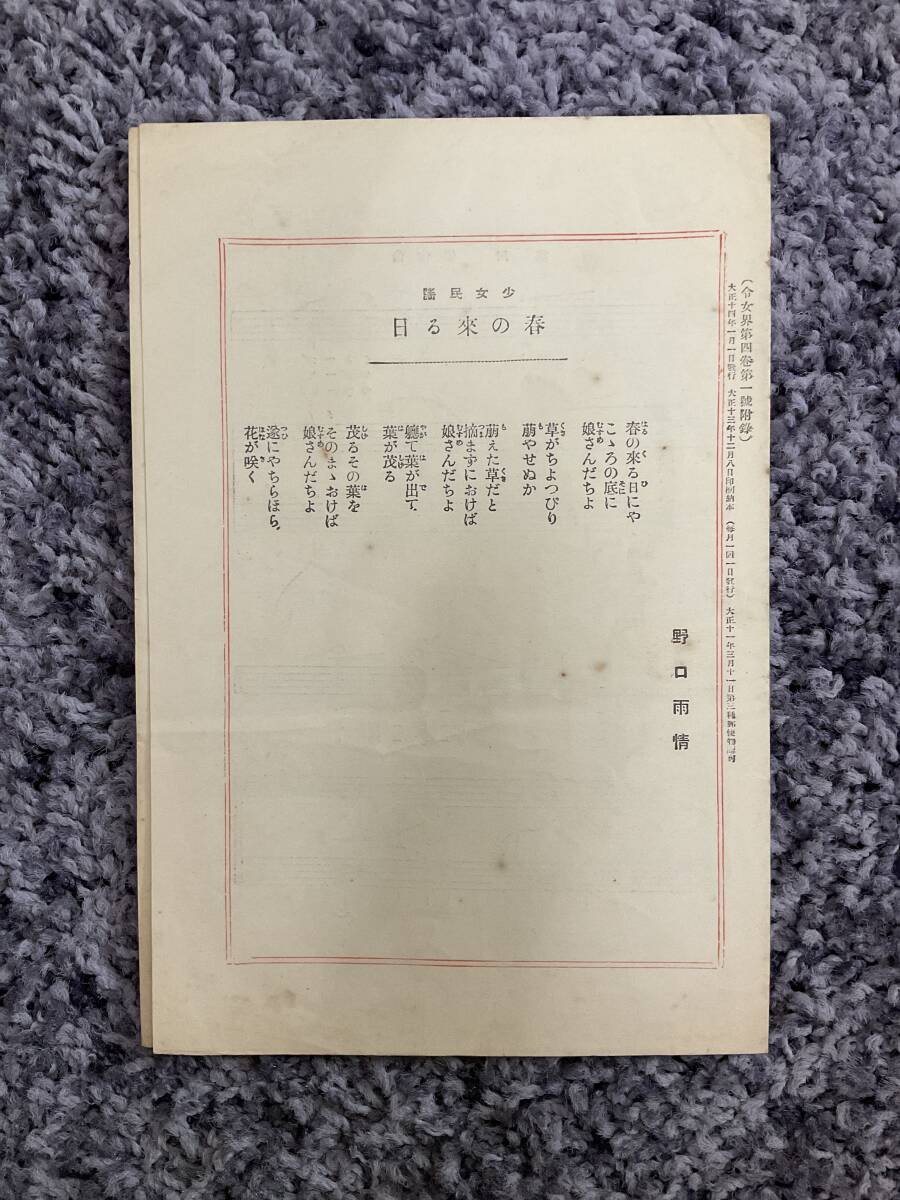 (令女界第四卷第一號附錄)
大正十四年一月一日發行 大正十三年十二月八日印刷納本 (每月一回一日發行) 大正十一年三月十一日第三種郵便物認可
少女民謠
春の來る日
野口雨情
春の來る日にや
こゝろの底に
娘さんだちよ
草がちよつぴり
萠やせぬか
萠えた草だと
摘まずにおけば
娘さんだちよ
軈て葉が出て、
葉が茂る
茂るその葉を
そのまゝおけば
娘さんだちよ
遂にやちらほら、
花が咲く